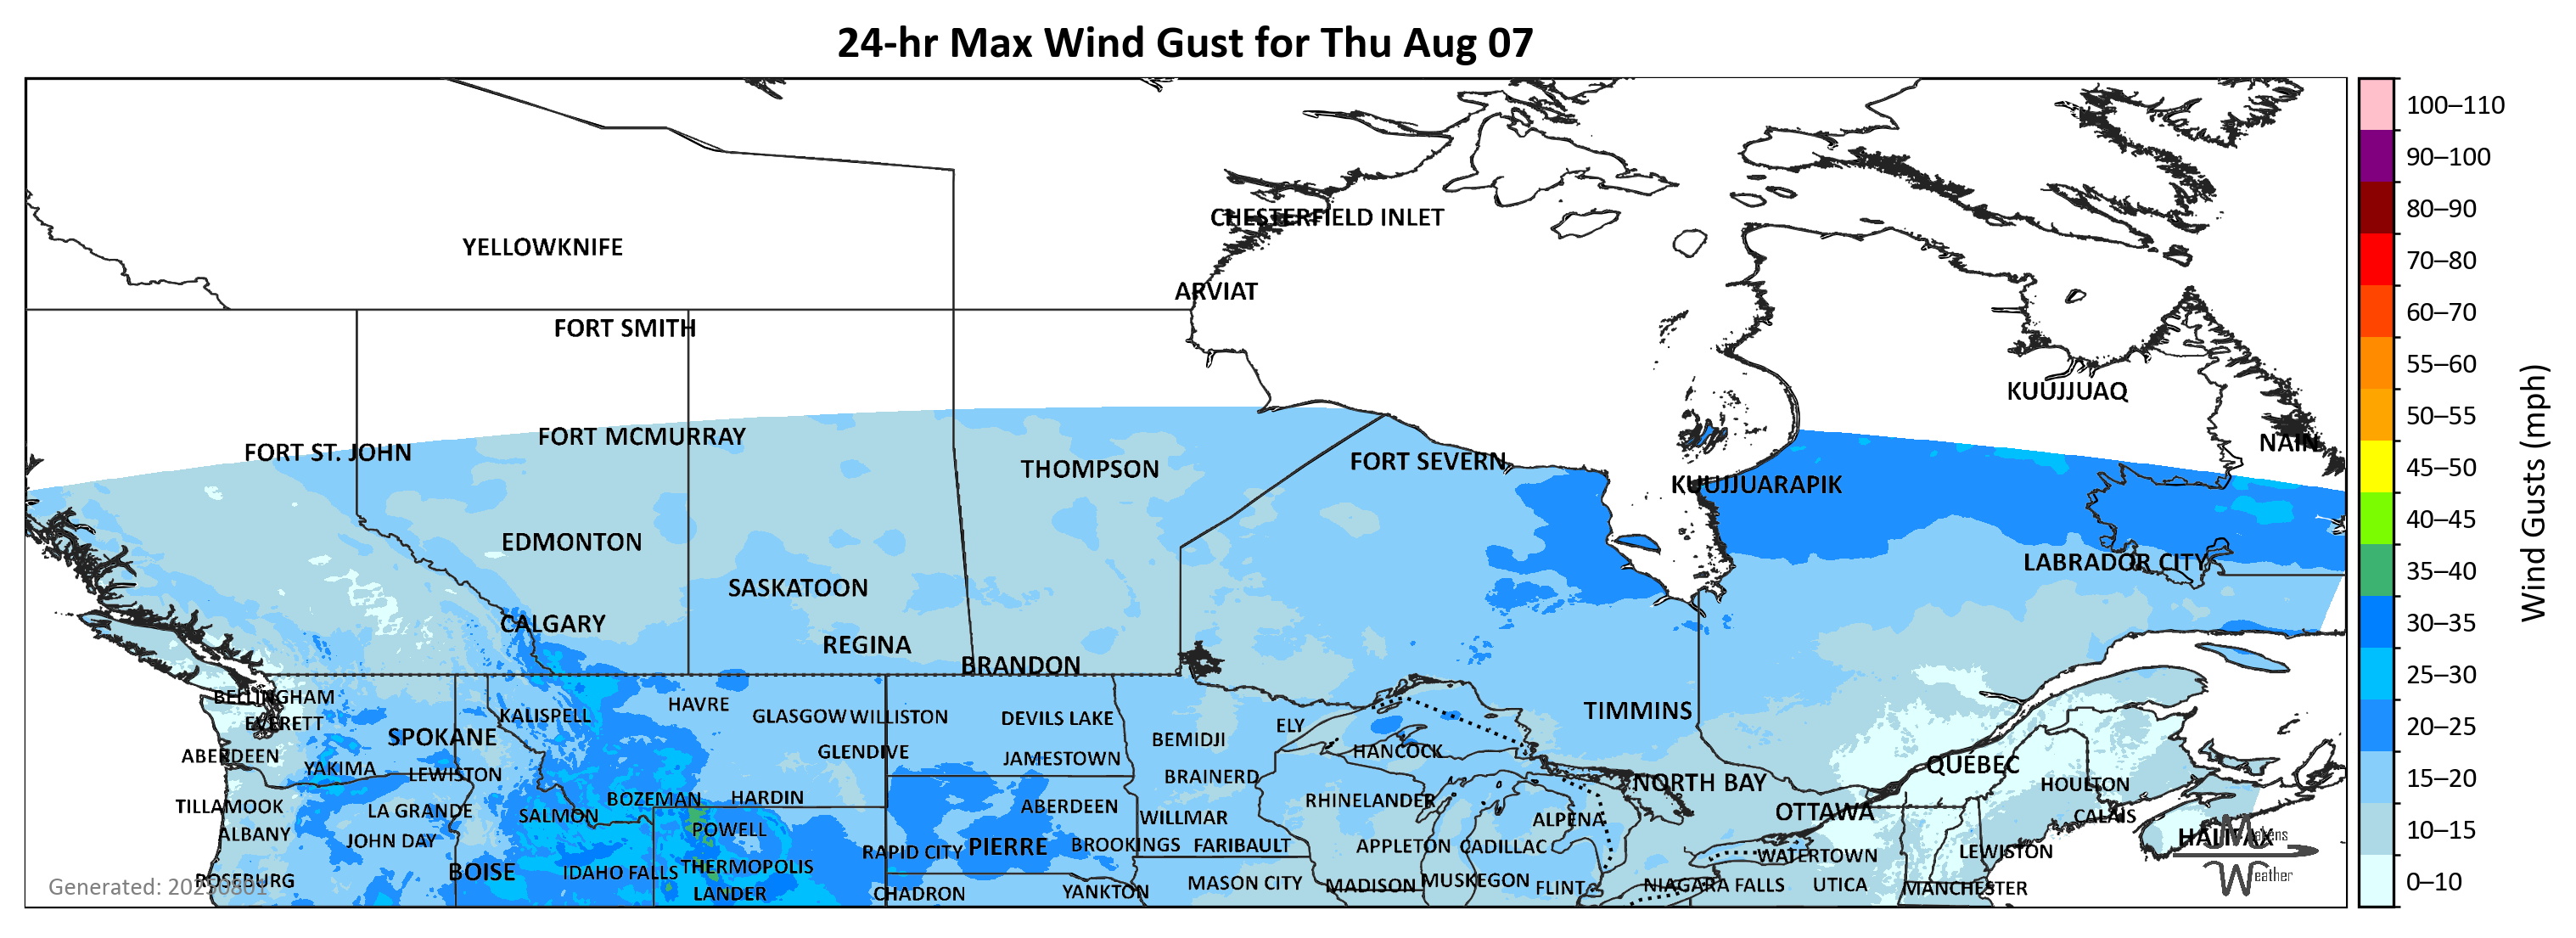 24-hr Max Wind Gust for Thu Aug 07
100–110
90–100
80–90
70–80
60–70
55–60
50–55
45–50
40–45
35–40
30–35
25–30
20–25
15–20
10–15
0–10
Wind Gusts (mph)
CHESTERFIELD INLET
YELLOWKNIFE
ARVIAT
FORT SMITH
KUUJJUAQ
FORT MCMURRAY
NAIN
FORT ST. JOHN
FORT SEVERN
THOMPSON
KUUJJUARAPIK
EDMONTON
LABRADOR CITY
SASKATOON
CALGARY
REGINA
BRANDON
BELLINGHAM
HAVRE
TIMMINS
KALISPELL
GLASGOW
WILLISTON
DEVILS LAKE
EVERETT
ELY
SPOKANE
BEMIDJI
GLENDIVE
HANCOCK
ABERDEEN
JAMESTOWN
QUEBEC
YAKIMA
LEWISTON
BRAINERD
NORTH BAY
HOULTON
BOZEMAN
HARDIN
RHINELANDER
TILLAMOOK
LA GRANDE
ABERDEEN
OTTAWA
SALMON
WILLMAR
ALPENA
CALAIS
ALBANY
POWELL
HALIFAX
JOHN DAY
BROOKINGS
FARIBAULT
APPLETON
CADILLAC
RAPID CITY
PIERRE
WATERTOWN
LEWISTON
BOISE
IDAHO FALLS
THERMOPOLIS
ROSEBURG
MASON CITY
MADISON
MUSKEGON
FLINT
NIAGARA FALLS
UTICA
MANCHESTER
LANDER
CHADRON
YANKTON
Generated: 20250801
Makens
Weather